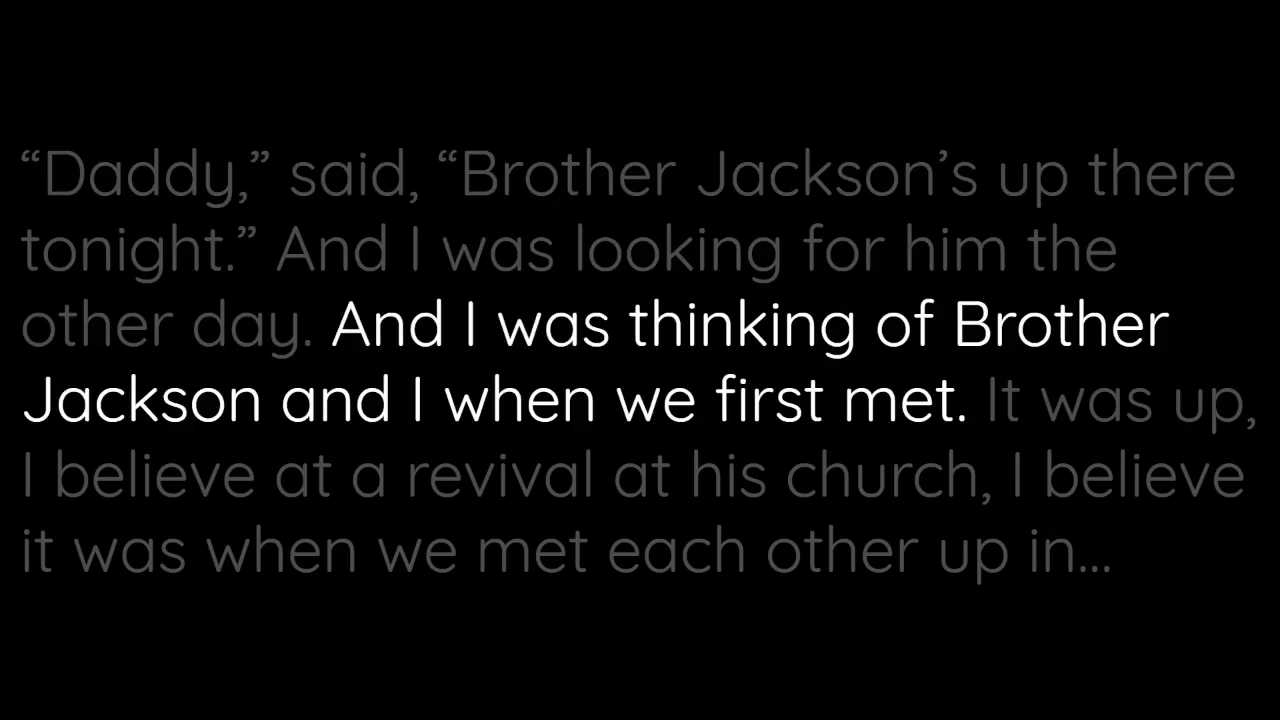 “Daddy,” said, “Brother Jackson’s up there
tonight.” And I was looking for him the
other day. And I was thinking of Brother
Jackson and I when we first met. It was up,
I believe at a revival at his church, I believe
it was when we met each other up in...